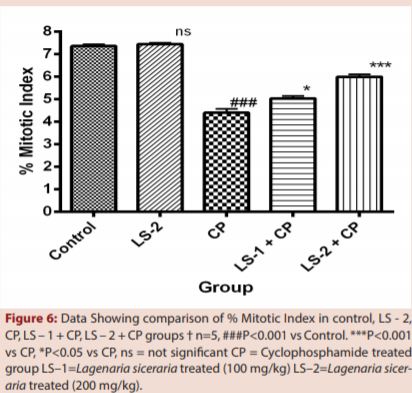 8
7
6
5
4
3
2
1
0
% Mitotic Index
ns
###
*
***
Control
LS-2
CP
LS-1 + CP
LS-2 + CP
Group
Figure 6: Data Showing comparison of % Mitotic Index in control, LS - 2,
CP, LS – 1 + CP, LS – 2 + CP groups † n=5, ###P<0.001 vs Control. ***P<0.001
vs CP, *P<0.05 vs CP, ns = not significant CP = Cyclophosphamide treated
group LS–1=Lagenaria siceraria treated (100 mg/kg) LS–2=Lagenaria sicer-
aria treated (200 mg/kg).